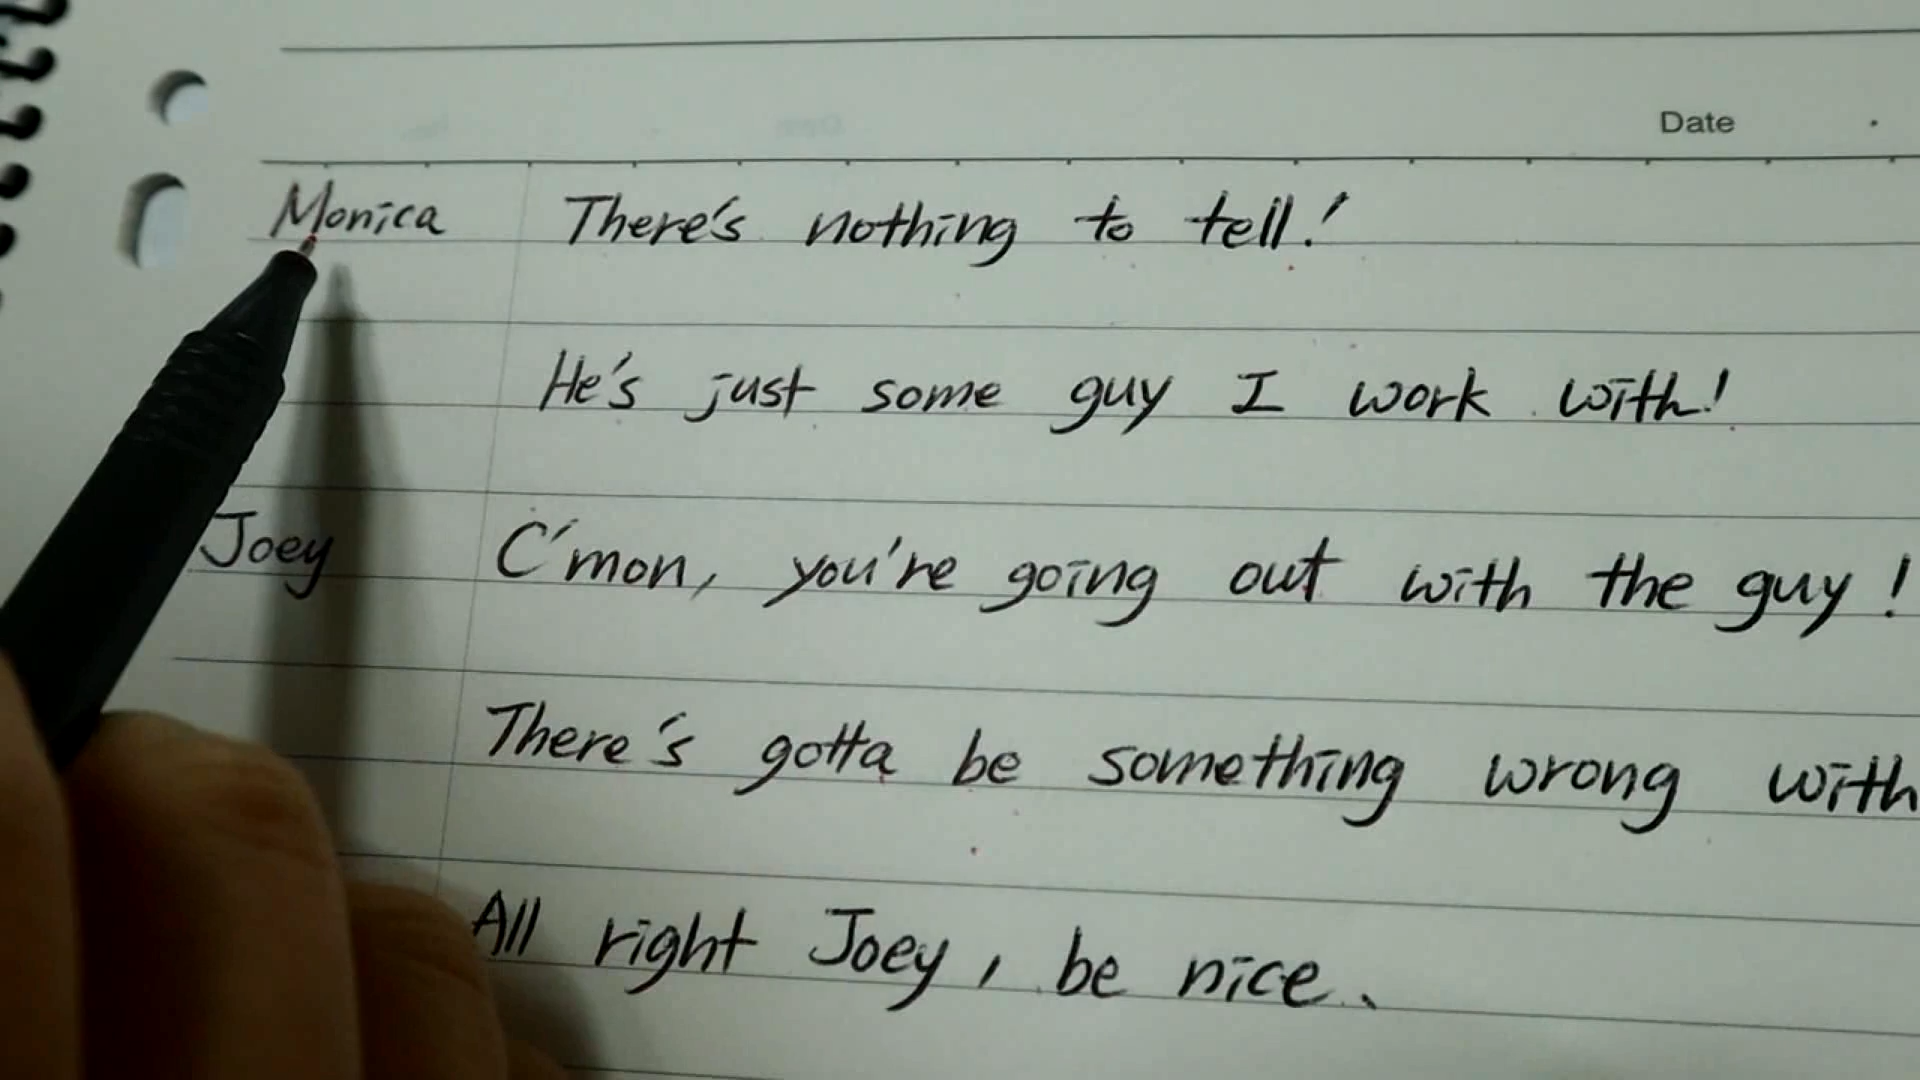 Date
Monica There's nothing to tell!
He's just some guy I work with!
Joey C'mon, you're going out with the guy!
There's gotta be something wrong with
All right Joey, be nice.